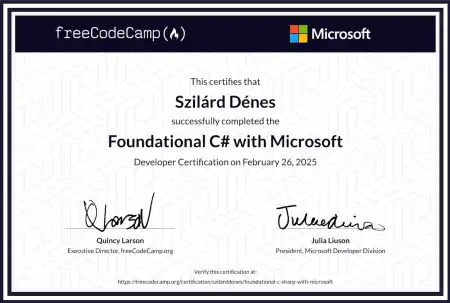 freeCodeCamp(🔥) Microsoft
This certifies that
Szilárd Dénes
successfully completed the
Foundational C# with Microsoft
Developer Certification on February 26, 2025
Quincy Larson
Executive Director, freeCodeCamp.org
Julia Liuson
President, Microsoft Developer Division
Verify this certification at:
https://freecodecamp.org/certification/szilarddenes/foundational-c-sharp-with-microsoft